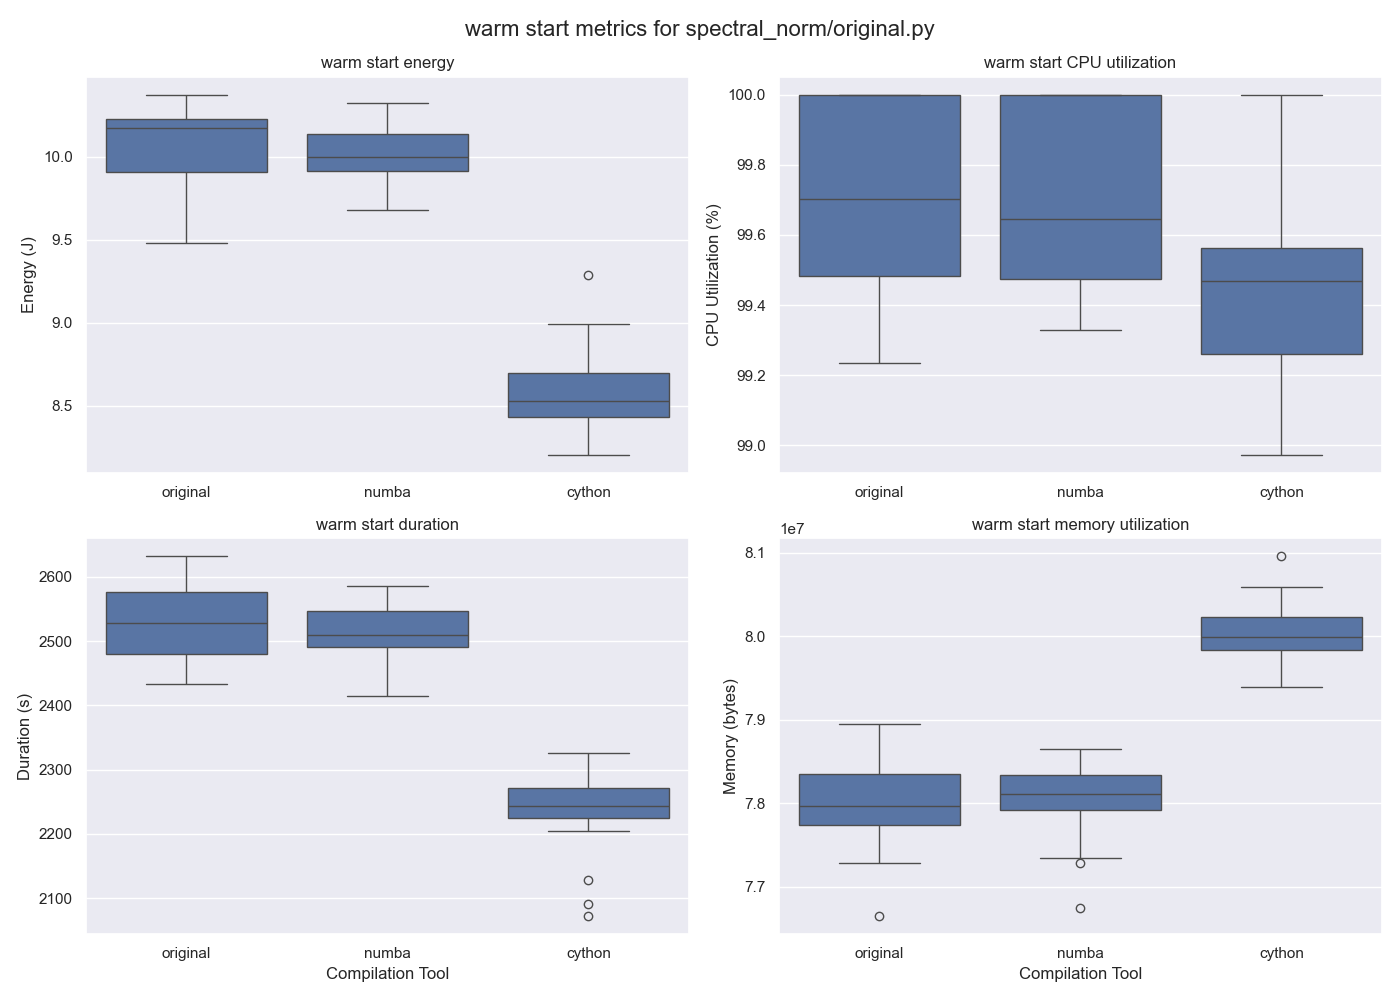 warm start metrics for spectral_norm/original.py
warm start energy
Energy (J)
10.0
9.5
9.0
8.5
original numba cython
warm start CPU utilization
CPU Utilization (%)
100.0
99.8
99.6
99.4
99.2
99.0
original numba cython
warm start duration
Duration (s)
2600
2500
2400
2300
2200
2100
original numba cython
Compilation Tool
warm start memory utilization
1e7
Memory (bytes)
8.1
8.0
7.9
7.8
7.7
original numba cython
Compilation Tool